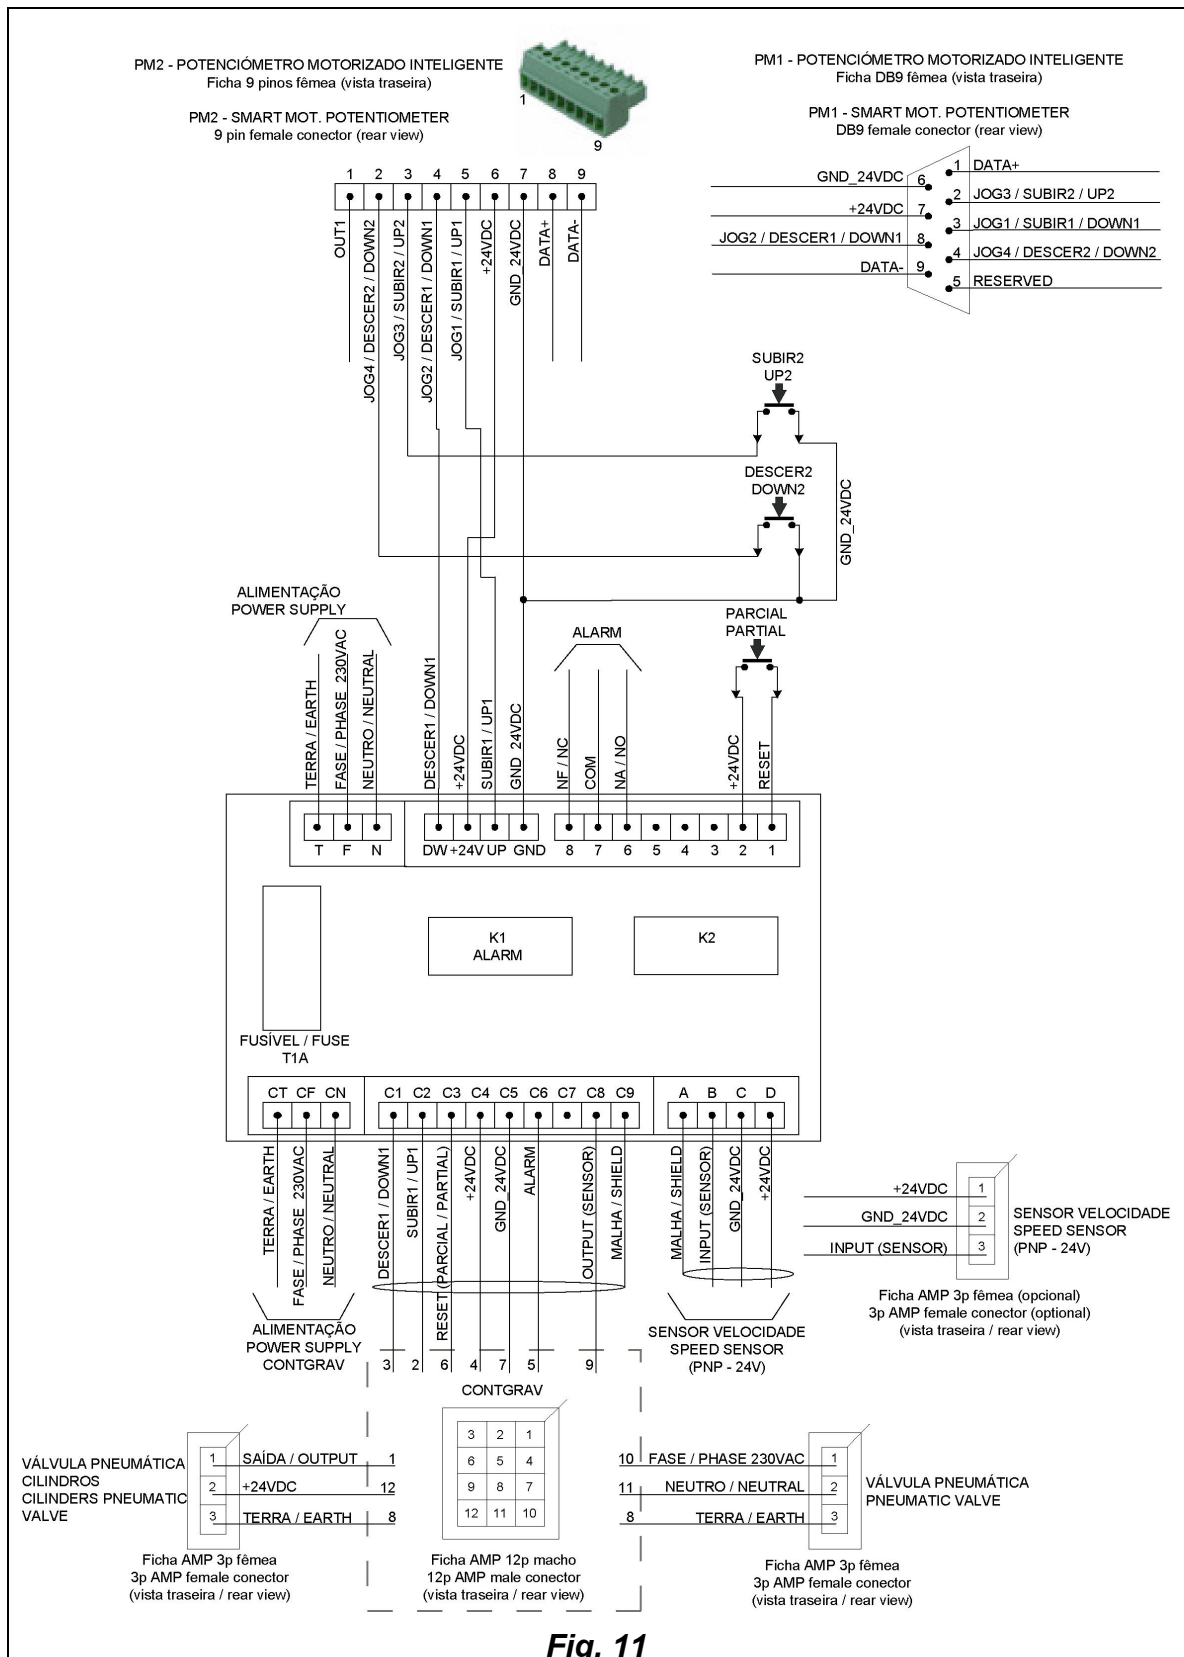 PM2 - POTENCIÓMETRO MOTORIZADO INTELIGENTE
Ficha 9 pinos fêmea (vista traseira)
PM2 - SMART MOT. POTENTIOMETER
9 pin female conector (rear view)
1
9
PM1 - POTENCIÓMETRO MOTORIZADO INTELIGENTE
Ficha DB9 fêmea (vista traseira)
PM1 - SMART MOT. POTENTIOMETER
DB9 female conector (rear view)
GND_24VDC 6
+24VDC 7
JOG2 / DESCER1 / DOWN1 8
DATA- 9
1 DATA+
2 JOG3 / SUBIR2 / UP2
3 JOG1 / SUBIR1 / DOWN1
4 JOG4 / DESCER2 / DOWN2
5 RESERVED
1 2 3 4 5 6 7 8 9
OUT1
JOG4 / DESCER2 / DOWN2
JOG3 / SUBIR2 / UP2
JOG2 / DESCER1 / DOWN1
JOG1 / SUBIR1 / UP1
+24VDC
GND_24VDC
DATA+
DATA-
SUBIR2
UP2
DESCER2
DOWN2
GND_24VDC
PARCIAL
PARTIAL
ALIMENTAÇÃO
POWER SUPPLY
TERRA / EARTH
FASE / PHASE 230VAC
NEUTRO / NEUTRAL
DESCER1 / DOWN1
+24VDC
SUBIR1 / UP1
GND 24VDC
ALARM
NF / NC
COM
NA / NO
+24VDC
RESET
T F N
DW +24V UP GND
8 7 6 5 4 3 2 1
K1
ALARM
K2
FUSÍVEL / FUSE
T1A
CT CF CN
C1 C2 C3 C4 C5 C6 C7 C8 C9
A B C D
TERRA / EARTH
FASE / PHASE 230VAC
NEUTRO / NEUTRAL
ALIMENTAÇÃO
POWER SUPPLY
CONTGRAV
DESCER1 / DOWN1
SUBIR1 / UP1
RESET (PARCIAL / PARTIAL)
+24VDC
GND_24VDC
ALARM
OUTPUT (SENSOR)
MALHA / SHIELD
MALHA / SHIELD
INPUT (SENSOR)
GND_24VDC
+24VDC
SENSOR VELOCIDADE
SPEED SENSOR
(PNP - 24V)
+24VDC 1
GND_24VDC 2
INPUT (SENSOR) 3
SENSOR VELOCIDADE
SPEED SENSOR
(PNP - 24V)
Ficha AMP 3p fêmea (opcional)
3p AMP female conector (optional)
(vista traseira / rear view)
3 2 6 4 7 5 9
CONTGRAV
3 2 1
6 5 4
9 8 7
12 11 10
Ficha AMP 12p macho
12p AMP male conector
(vista traseira / rear view)
VÁLVULA PNEUMÁTICA
CILINDROS
CILINDERS PNEUMATIC
VALVE
1 SAÍDA / OUTPUT 1
2 +24VDC 12
3 TERRA / EARTH 8
Ficha AMP 3p fêmea
3p AMP female conector
(vista traseira / rear view)
10 FASE / PHASE 230VAC 1
11 NEUTRO / NEUTRAL 2
8 TERRA / EARTH 3
VÁLVULA PNEUMÁTICA
PNEUMATIC VALVE
Ficha AMP 3p fêmea
3p AMP female conector
(vista traseira / rear view)
Fig. 11